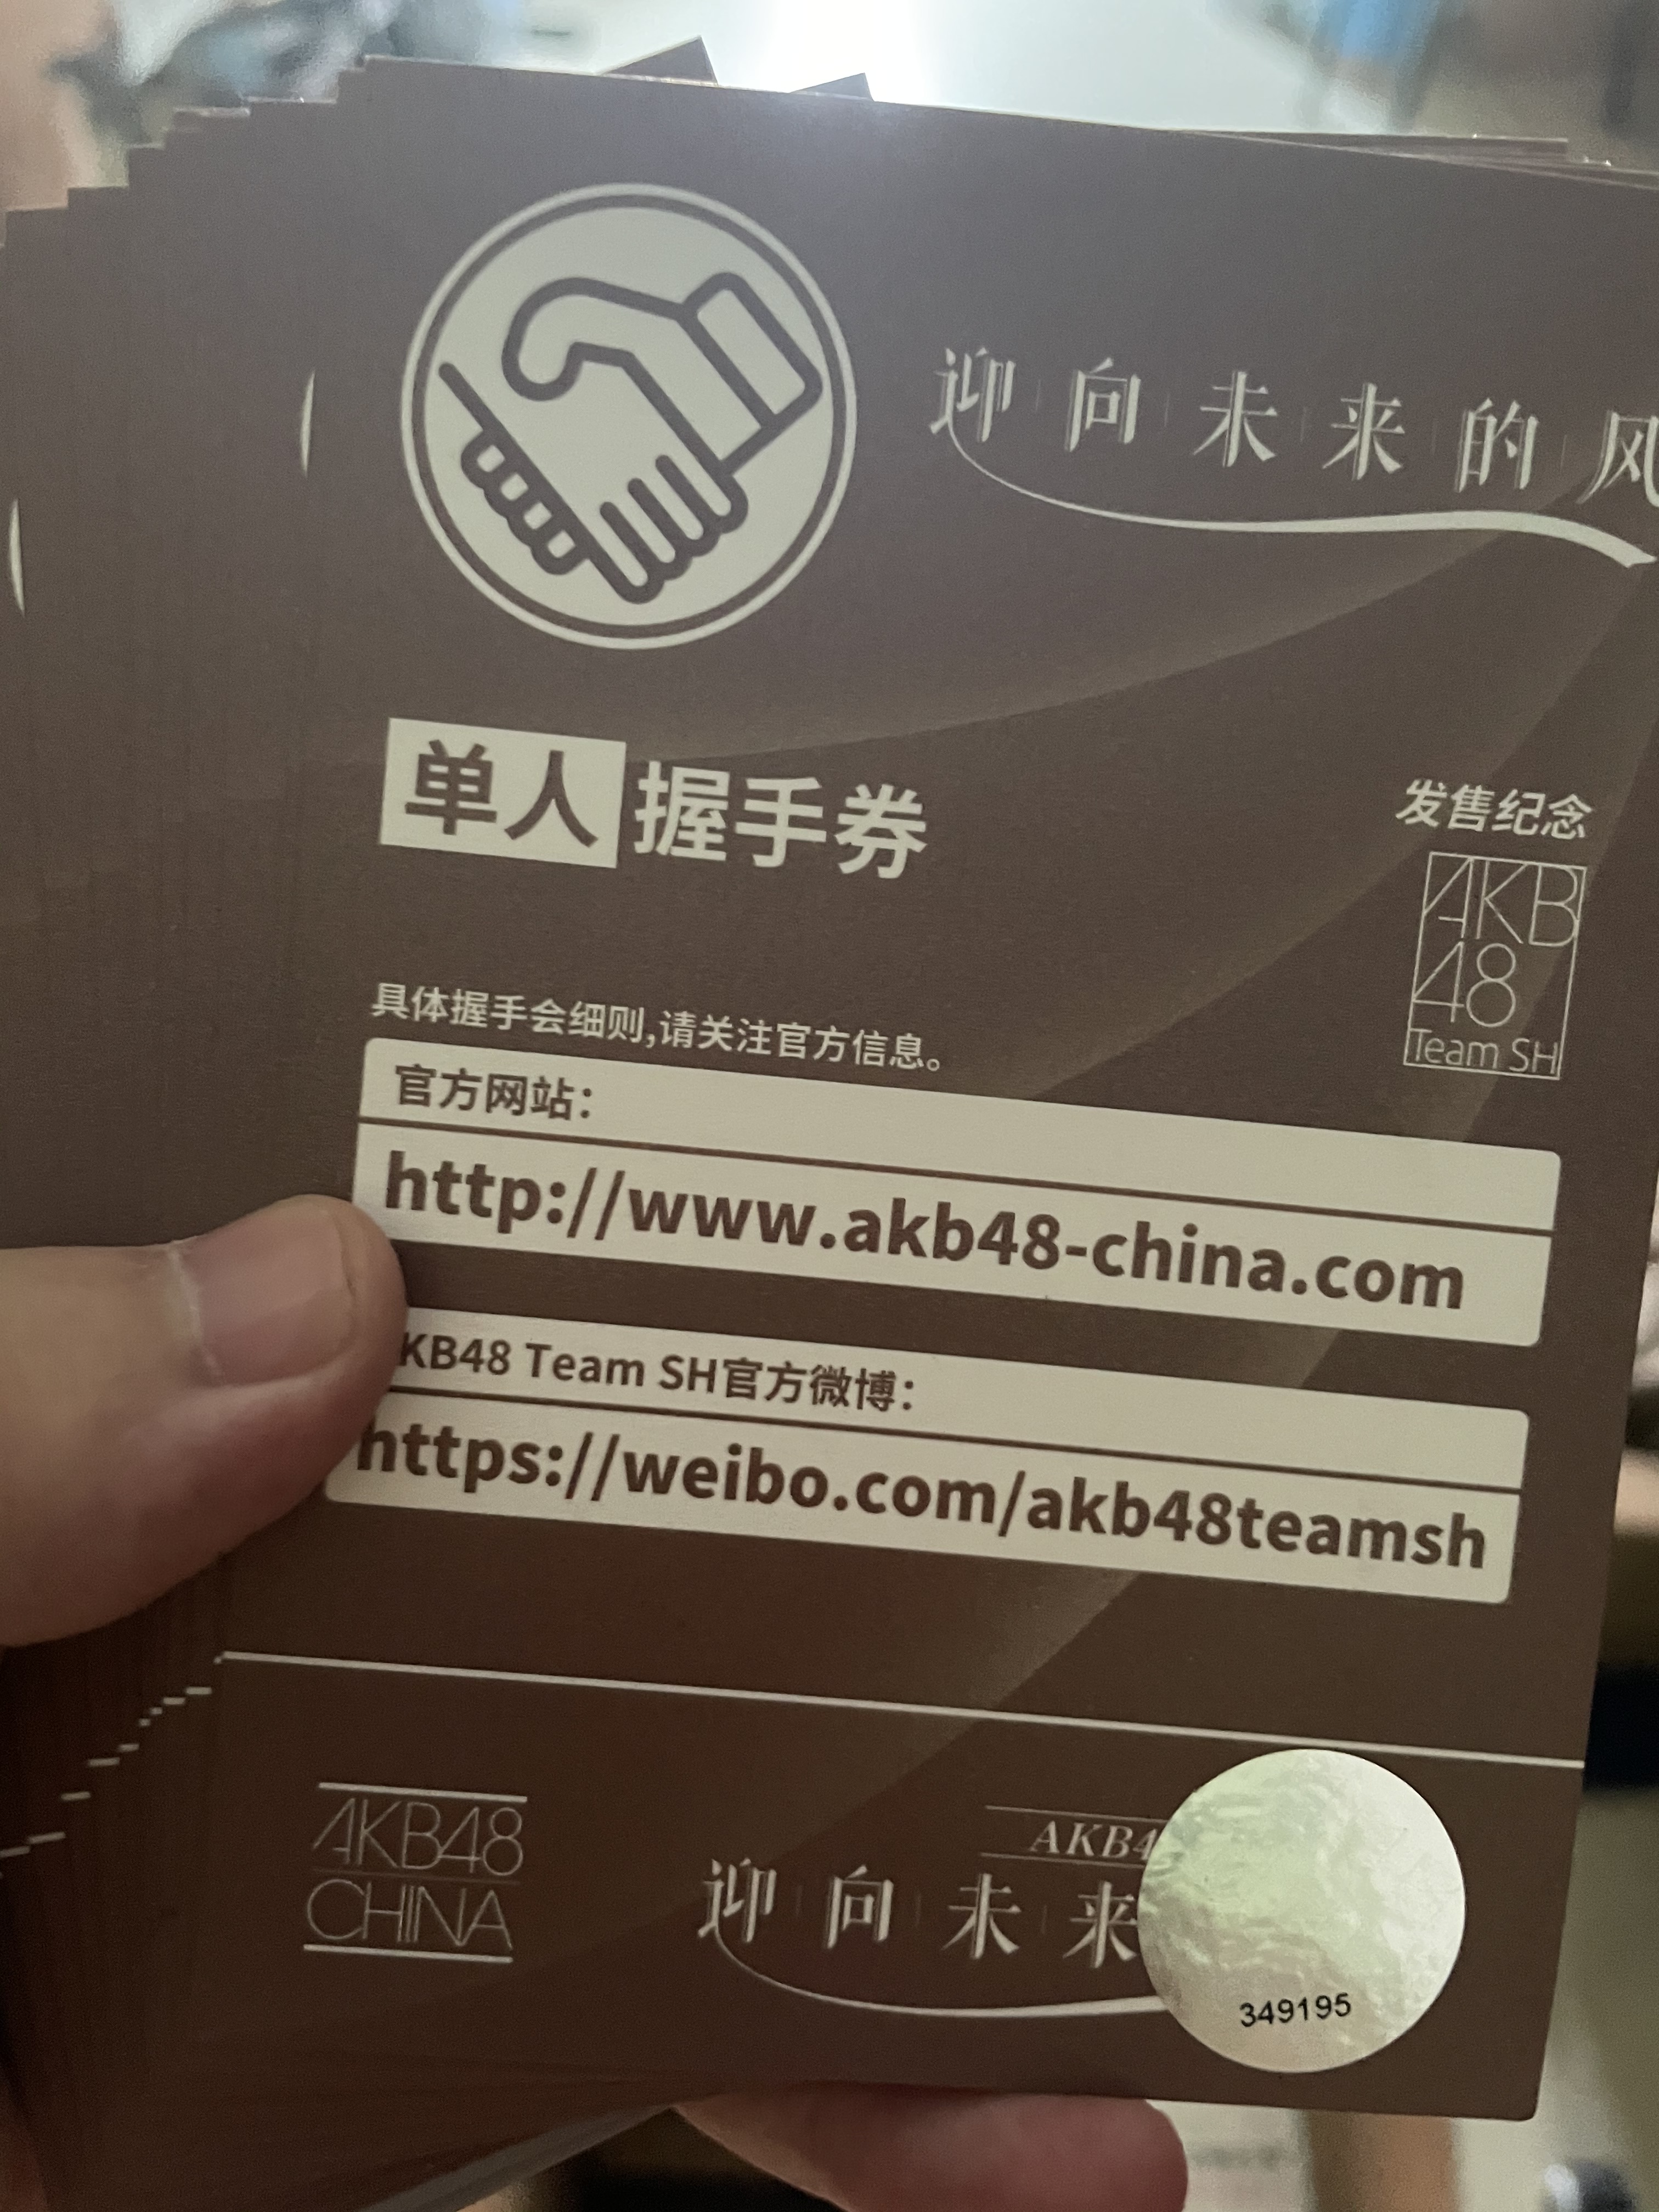 迎向未来的风
单人握手券
发售纪念
AKB
48
Team SH
具体握手会细则,请关注官方信息。
官方网站：
http://www.akb48-china.com
KB48 Team SH官方微博：
https://weibo.com/akb48teamsh
AKB48
CHINA
AKB4
迎向未来
349195